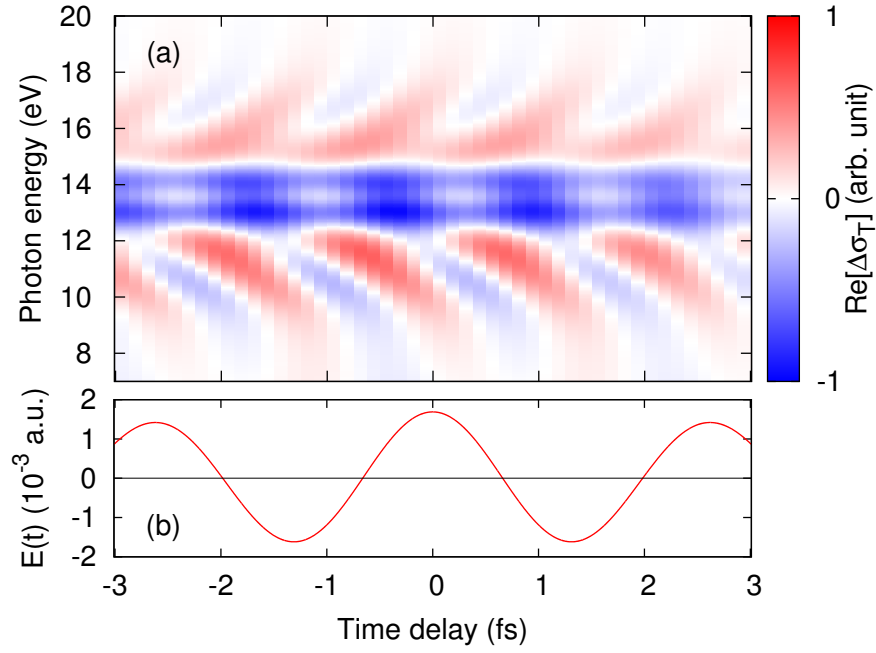 20
18
16
14
12
10
8
Photon energy (eV)
(a)
1
0
-1
Re[Δσ_T] (arb. unit)
2
1
0
-1
-2
E(t) (10^-3 a.u.)
(b)
-3 -2 -1 0 1 2 3
Time delay (fs)